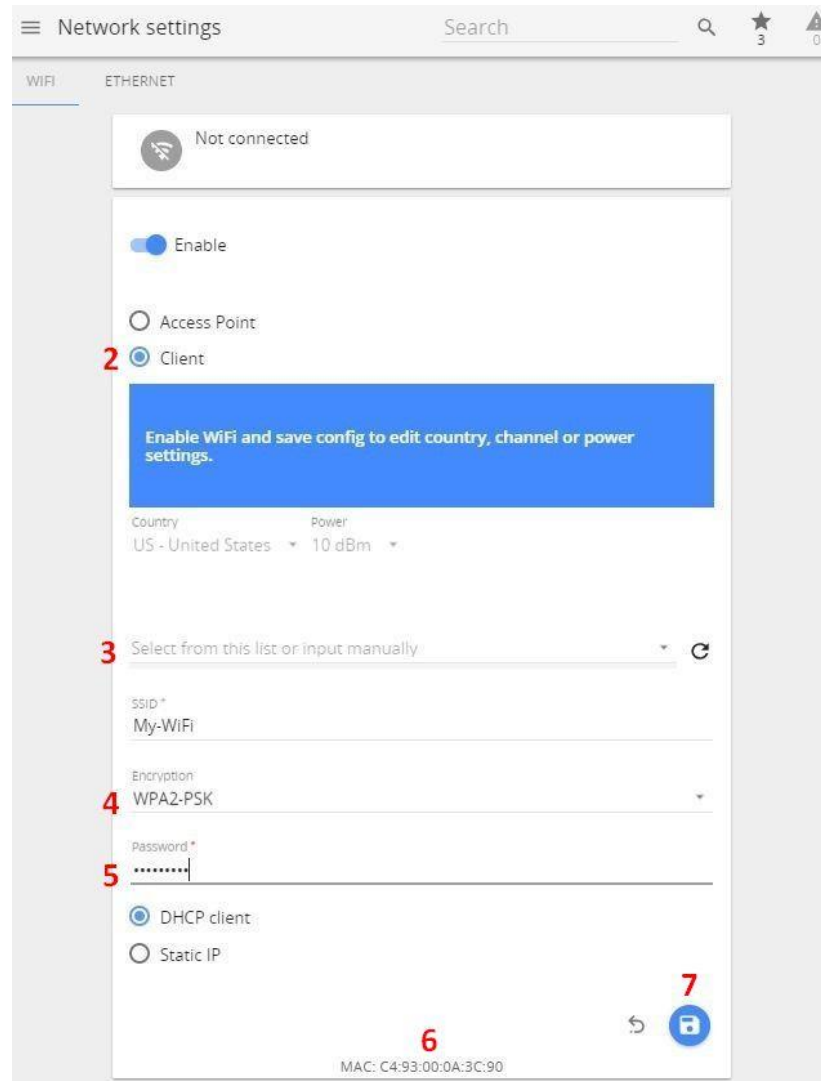 Network settings
Search
3
0
WIFI
ETHERNET
Not connected
Enable
Access Point
2 Client
Enable WiFi and save config to edit country, channel or power
settings.
Country Power
US - United States 10 dBm
3 Select from this list or input manually
SSID *
My-WiFi
Encryption
4 WPA2-PSK
Password *
5 •••••••••
DHCP client
Static IP
7
6
MAC: C4:93:00:0A:3C:90